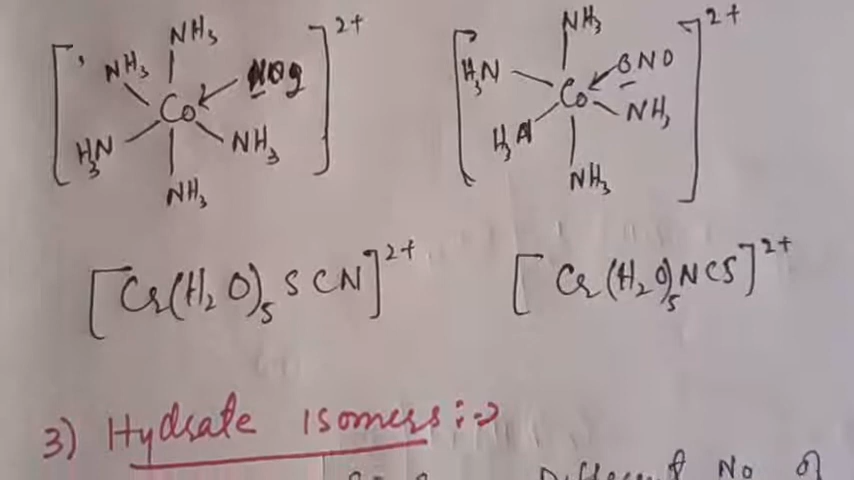 [Co(NH3)5NO2]2+ [Co(NH3)5ONO]2+
[Cr(H2O)5SCN]2+ [Cr(H2O)5NCS]2+
3) Hydrate isomers :->
Different No of